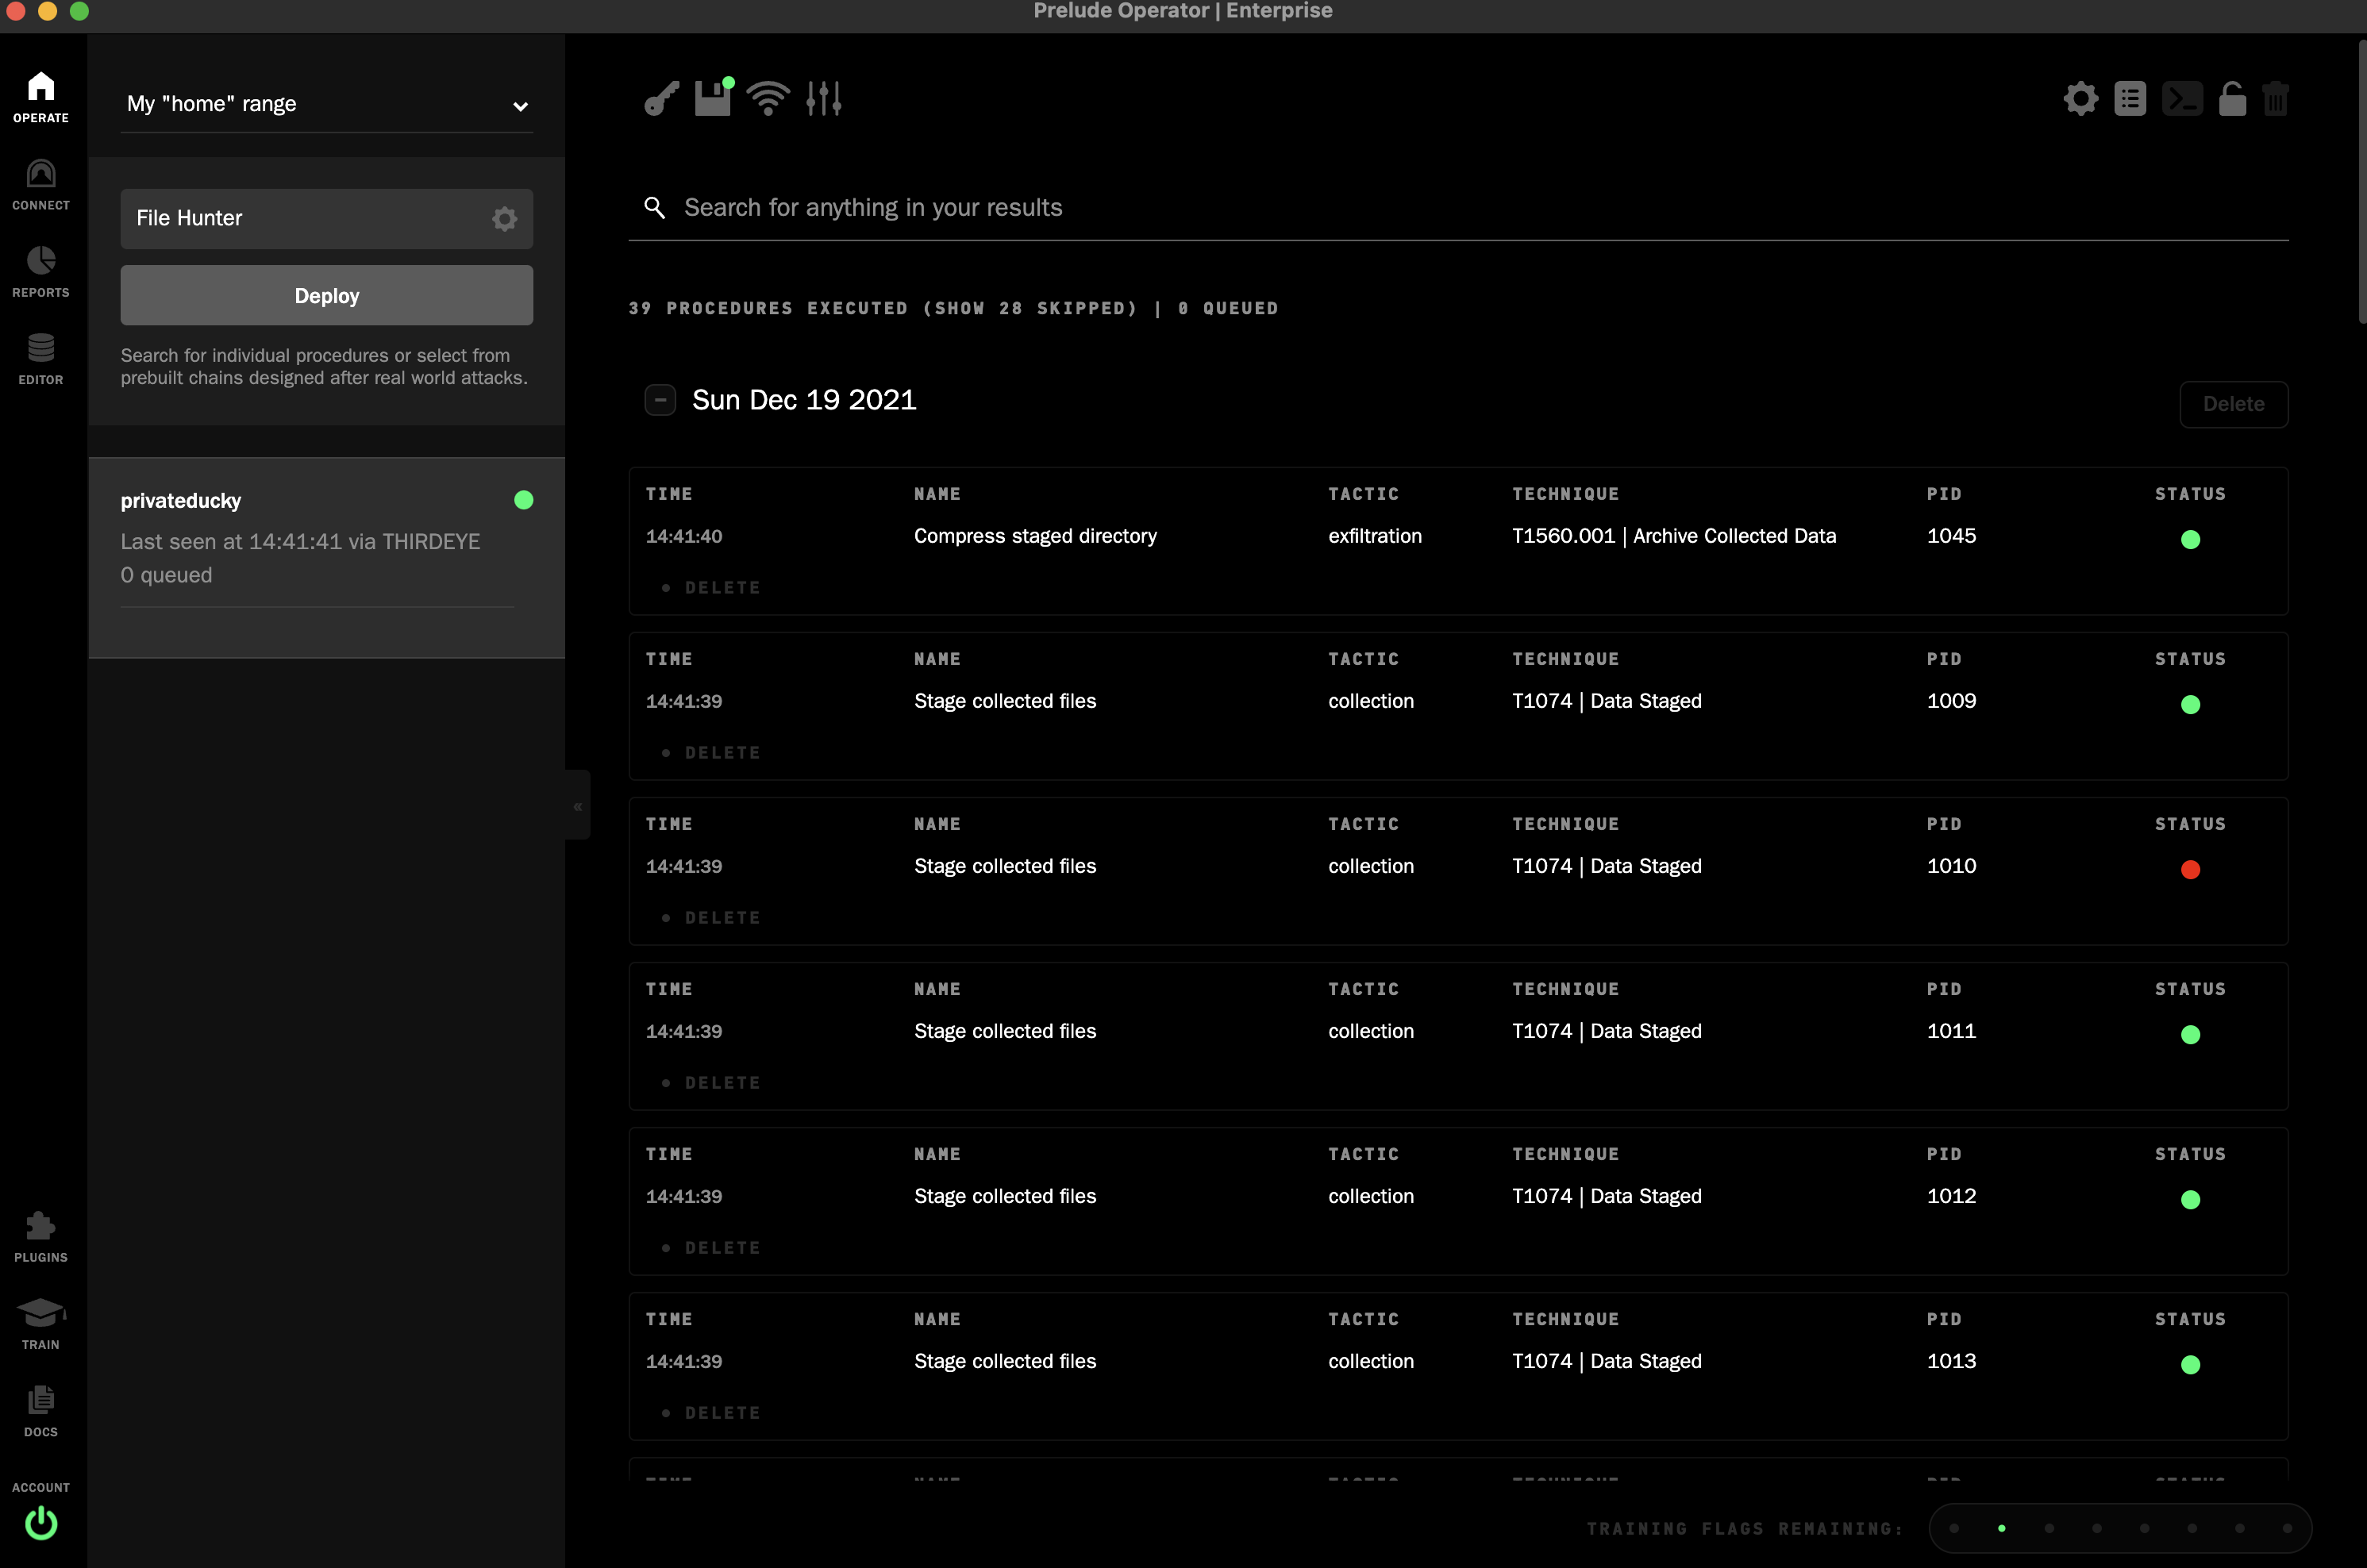 Prelude Operator | Enterprise
OPERATE
CONNECT
REPORTS
EDITOR
PLUGINS
TRAIN
DOCS
ACCOUNT
My "home" range
File Hunter
Deploy
Search for individual procedures or select from
prebuilt chains designed after real world attacks.
privateducky
Last seen at 14:41:41 via THIRDEYE
0 queued
«
Search for anything in your results
39 PROCEDURES EXECUTED (SHOW 28 SKIPPED) | 0 QUEUED
Sun Dec 19 2021
Delete
TIME NAME TACTIC TECHNIQUE PID STATUS
14:41:40 Compress staged directory exfiltration T1560.001 | Archive Collected Data 1045
• DELETE
TIME NAME TACTIC TECHNIQUE PID STATUS
14:41:39 Stage collected files collection T1074 | Data Staged 1009
• DELETE
TIME NAME TACTIC TECHNIQUE PID STATUS
14:41:39 Stage collected files collection T1074 | Data Staged 1010
• DELETE
TIME NAME TACTIC TECHNIQUE PID STATUS
14:41:39 Stage collected files collection T1074 | Data Staged 1011
• DELETE
TIME NAME TACTIC TECHNIQUE PID STATUS
14:41:39 Stage collected files collection T1074 | Data Staged 1012
• DELETE
TIME NAME TACTIC TECHNIQUE PID STATUS
14:41:39 Stage collected files collection T1074 | Data Staged 1013
• DELETE
TRAINING FLAGS REMAINING: